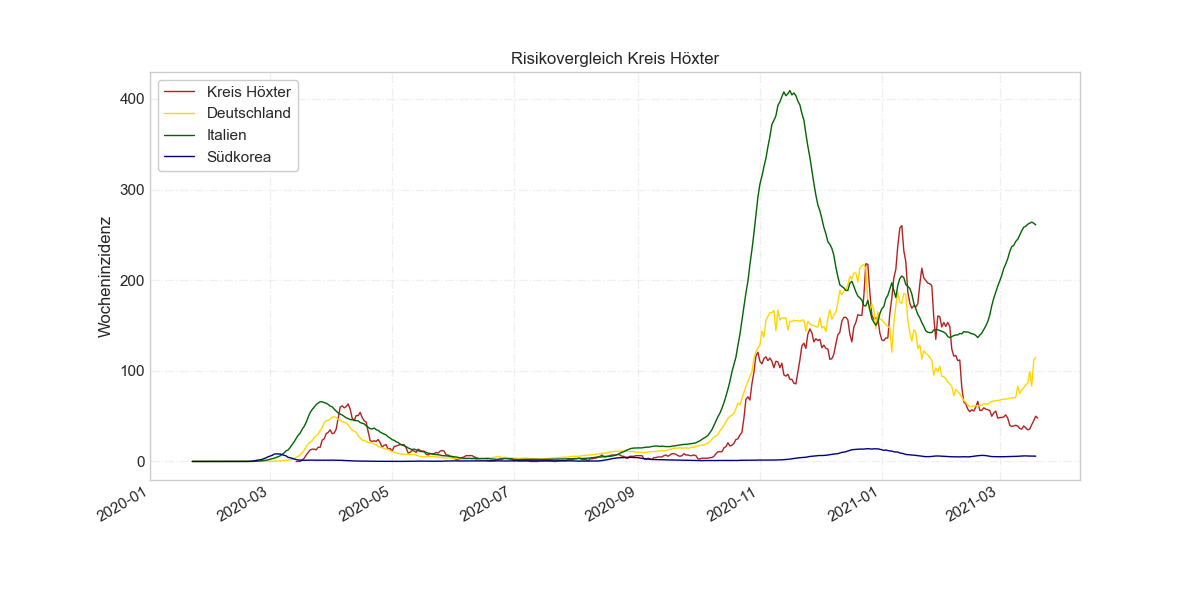 Risikovergleich Kreis Höxter
Kreis Höxter
Deutschland
Italien
Südkorea
Wocheninzidenz
400
300
200
100
0
2020-01
2020-03
2020-05
2020-07
2020-09
2020-11
2021-01
2021-03